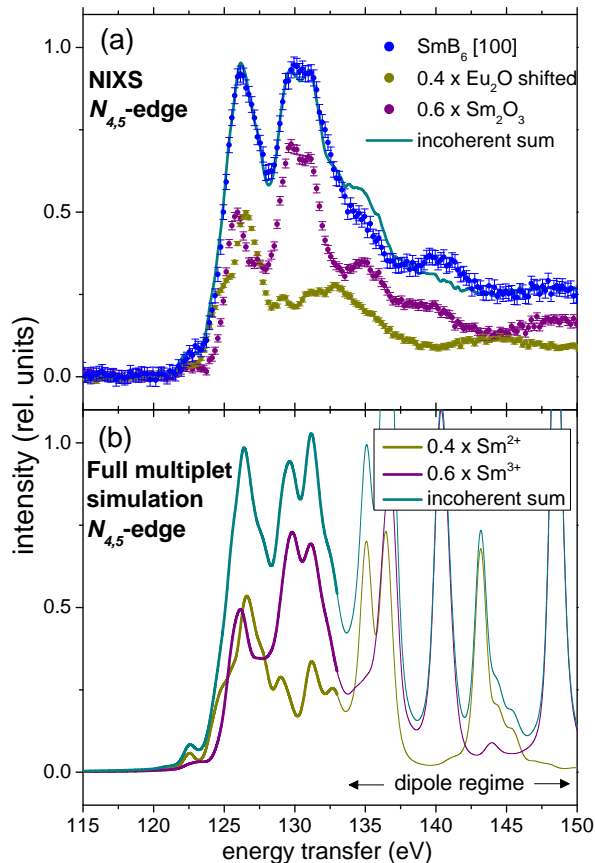 (a)
NIXS
N4,5-edge
SmB6 [100]
0.4 x Eu2O shifted
0.6 x Sm2O3
incoherent sum
1.0
0.5
0.0
intensity (rel. units)
(b)
Full multiplet
simulation
N4,5-edge
0.4 x Sm2+
0.6 x Sm3+
incoherent sum
1.0
0.5
0.0
dipole regime
115 120 125 130 135 140 145 150
energy transfer (eV)